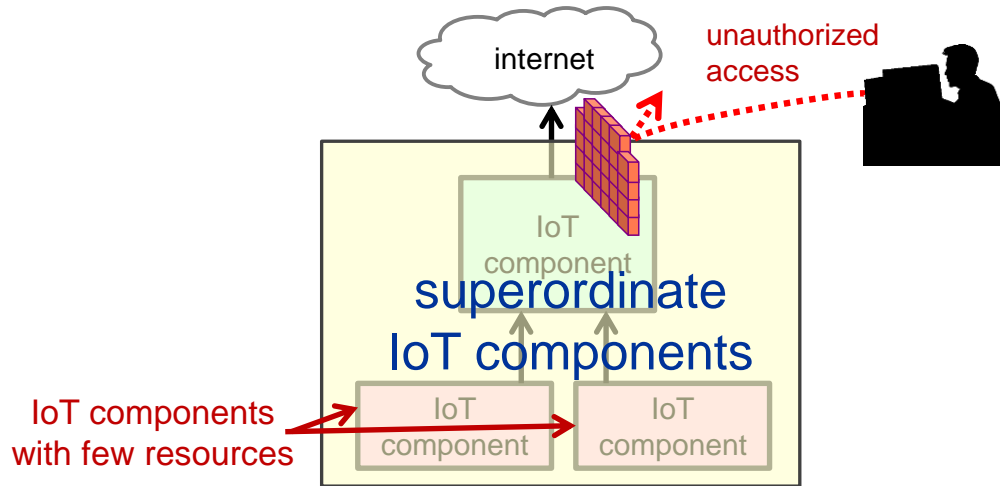 internet
unauthorized
access
IoT
component
superordinate
IoT components
IoT components
with few resources
IoT
component
IoT
component